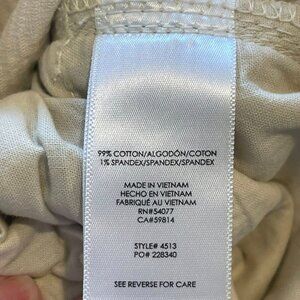 99% COTTON/ALGODÓN/COTON
1% SPANDEX/SPANDEX/SPANDEX
MADE IN VIETNAM
HECHO EN VIETNAM
FABRIQUÉ AU VIETNAM
RN#54077
CA#59814
STYLE# 4513
PO# 228340
SEE REVERSE FOR CARE